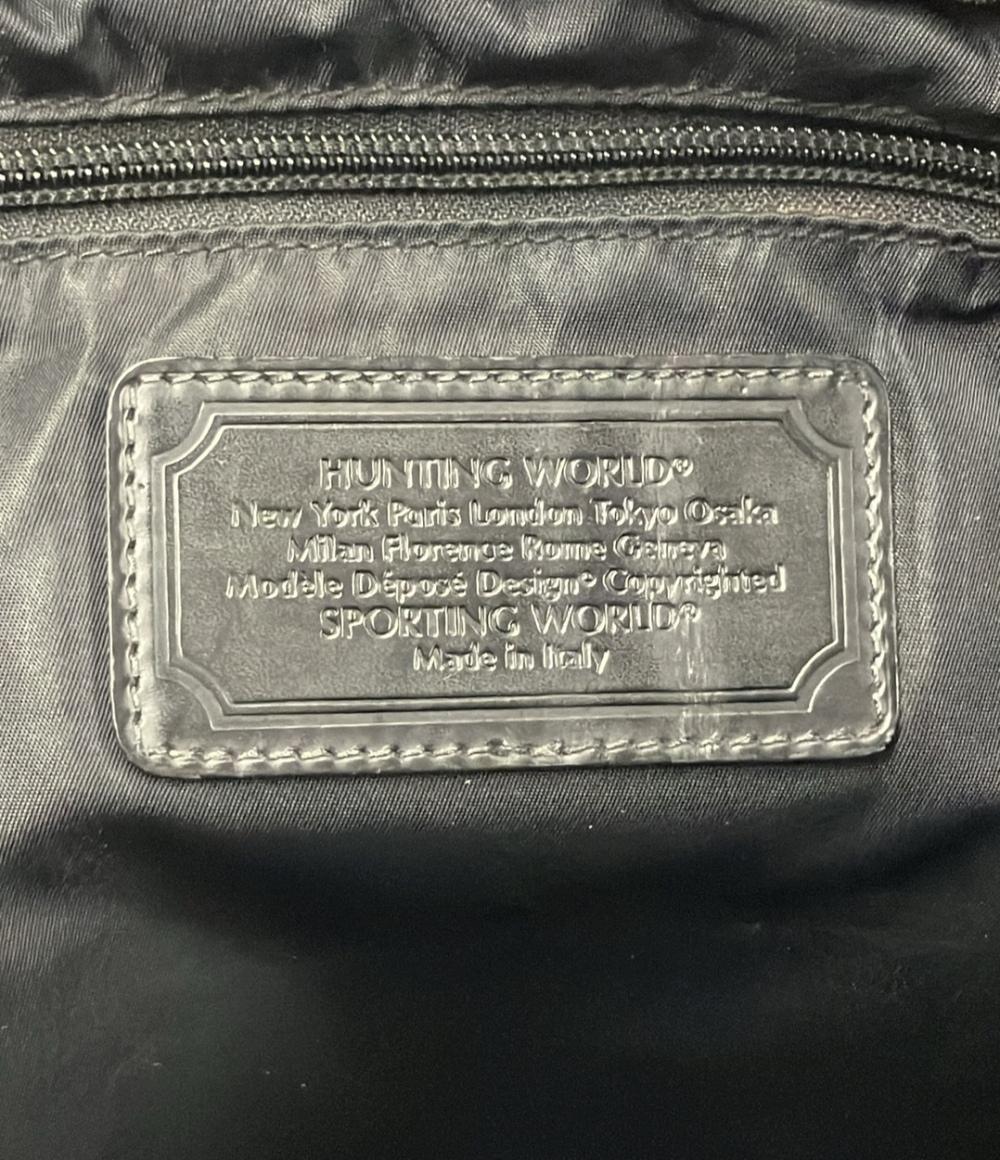 HUNTING WORLD®
New York Paris London Tokyo Osaka
Milan Florence Rome Geneva
Modèle Déposé Design® Copyrighted
SPORTING WORLD®
Made in Italy